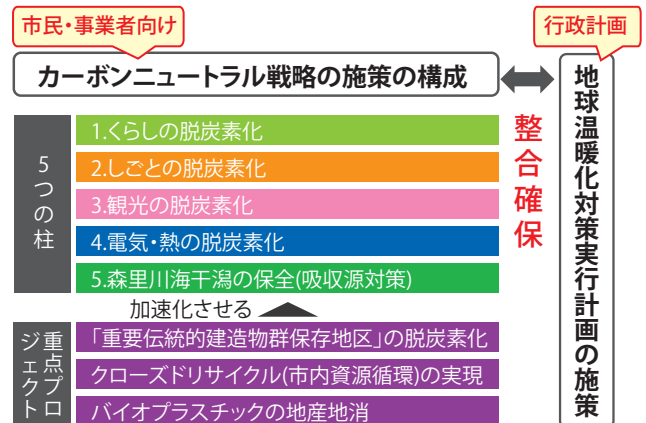 市民・事業者向け
行政計画
カーボンニュートラル戦略の施策の構成
地球温暖化対策実行計画の施策
整合確保
5つの柱
1.くらしの脱炭素化
2.しごとの脱炭素化
3.観光の脱炭素化
4.電気・熱の脱炭素化
5.森里川海干潟の保全(吸収源対策)
加速化させる
重点プロ
ジェクト
「重要伝統的建造物群保存地区」の脱炭素化
クローズドリサイクル(市内資源循環)の実現
バイオプラスチックの地産地消